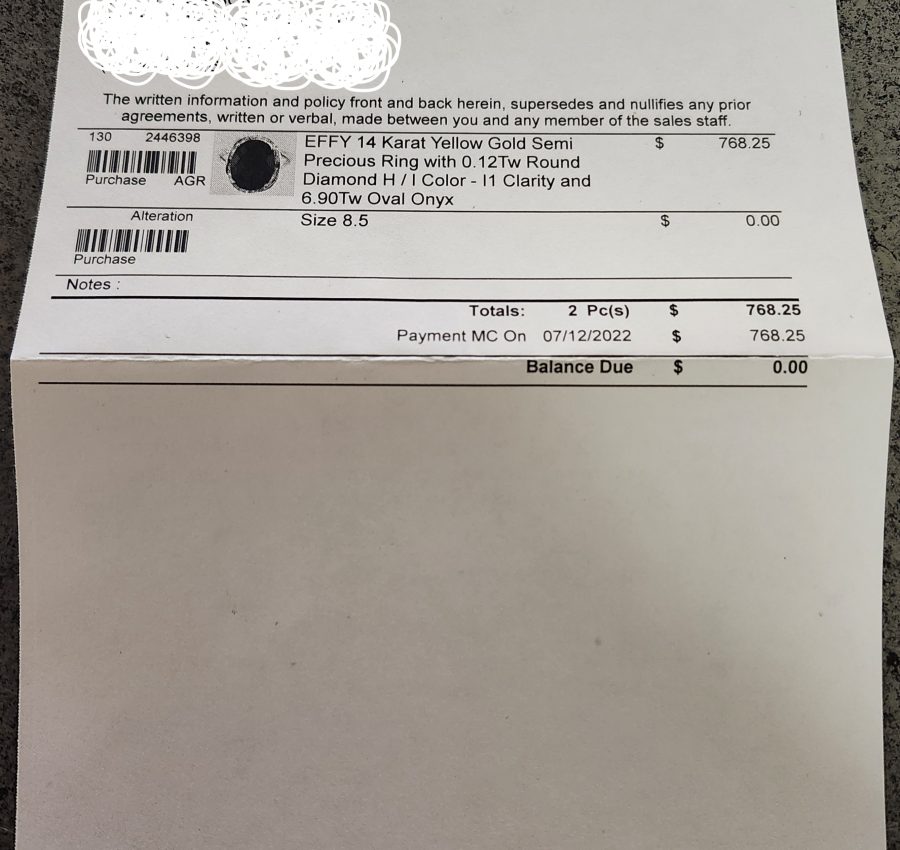 The written information and policy front and back herein, supersedes and nullifies any prior
agreements, written or verbal, made between you and any member of the sales staff.
130 2446398 EFFY 14 Karat Yellow Gold Semi $ 768.25
Precious Ring with 0.12Tw Round
Purchase AGR Diamond H / I Color - I1 Clarity and
6.90Tw Oval Onyx
Alteration Size 8.5 $ 0.00
Purchase
Notes :
Totals: 2 Pc(s) $ 768.25
Payment MC On 07/12/2022 $ 768.25
Balance Due $ 0.00